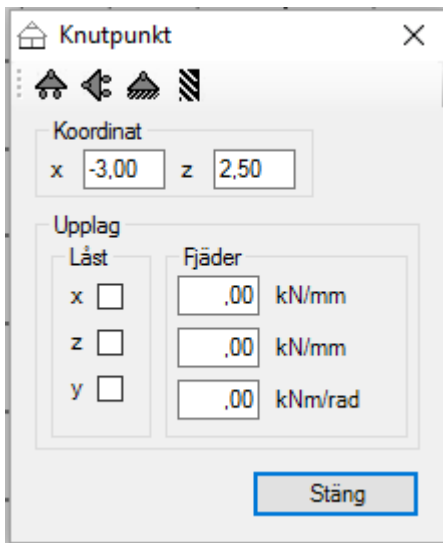 Knutpunkt
Koordinat
x -3,00 z 2,50
Upplag
Låst Fjäder
x ,00 kN/mm
z ,00 kN/mm
y ,00 kNm/rad
Stäng